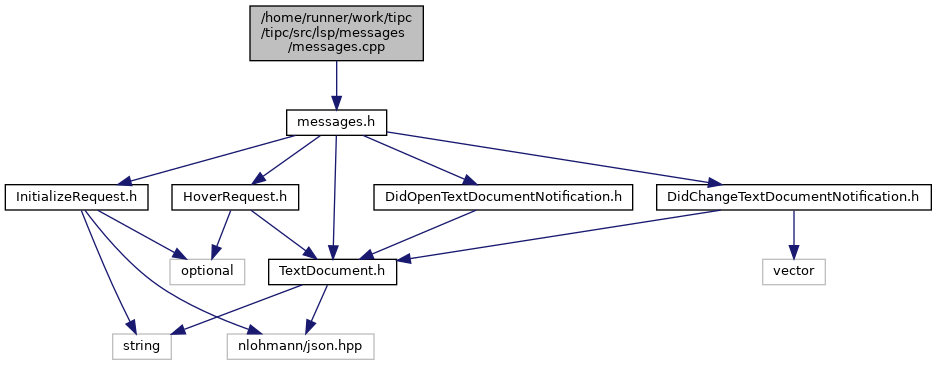 /home/runner/work/tipc
/tipc/src/lsp/messages
/messages.cpp
messages.h
InitializeRequest.h
HoverRequest.h
DidOpenTextDocumentNotification.h
DidChangeTextDocumentNotification.h
optional
TextDocument.h
vector
string
nlohmann/json.hpp